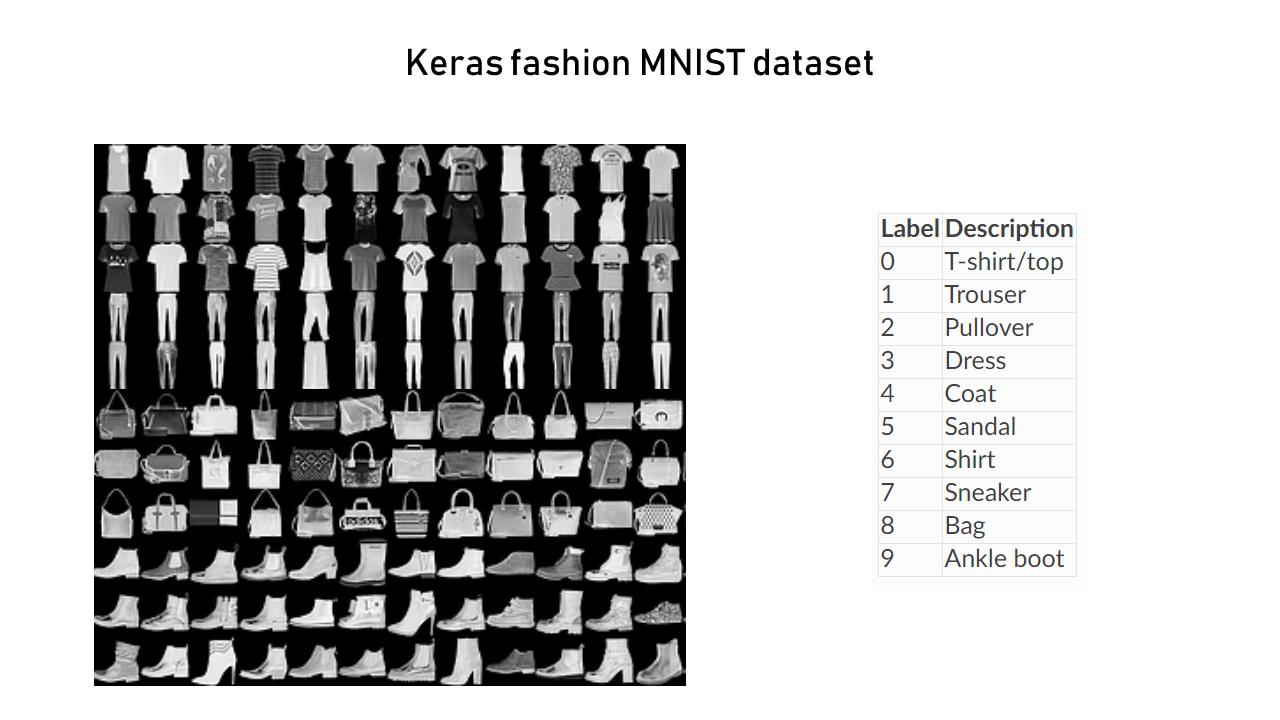 Keras fashion MNIST dataset
Label Description
0 T-shirt/top
1 Trouser
2 Pullover
3 Dress
4 Coat
5 Sandal
6 Shirt
7 Sneaker
8 Bag
9 Ankle boot